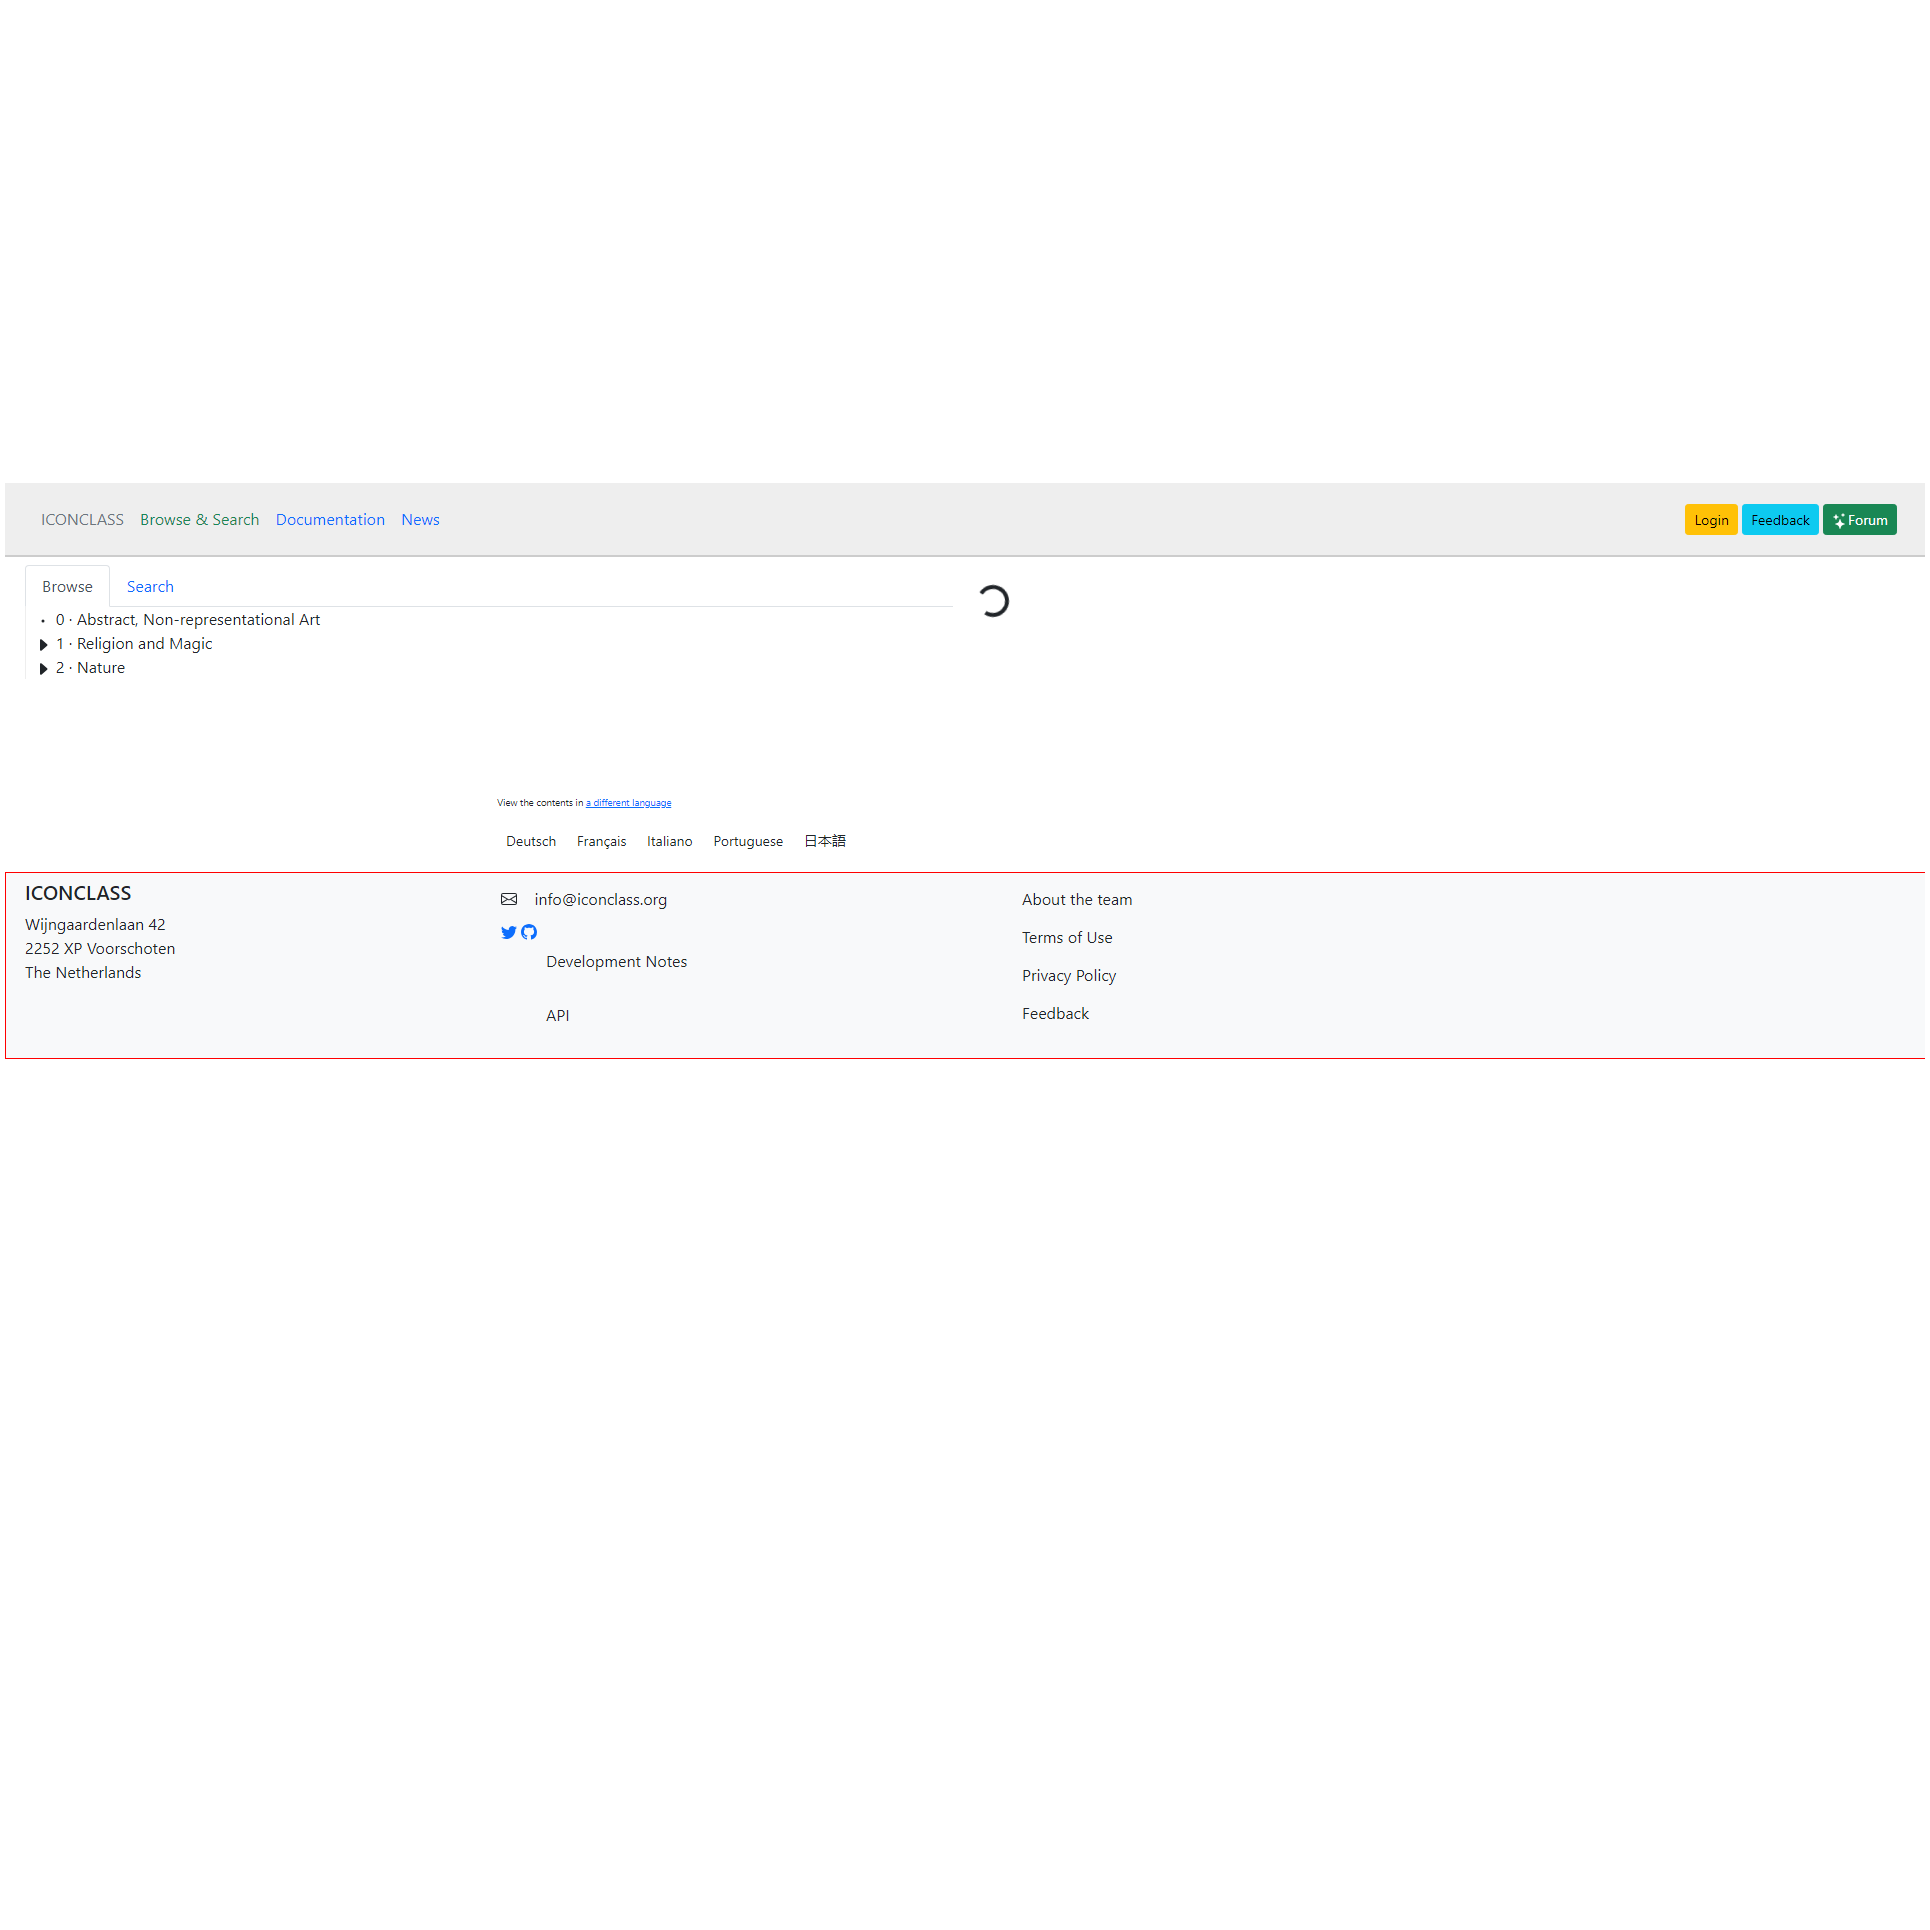 ICONCLASS Browse & Search Documentation News Login Feedback Forum
Browse Search
0 · Abstract, Non-representational Art
1 · Religion and Magic
2 · Nature
View the contents in a different language
Deutsch Français Italiano Portuguese 日本語
ICONCLASS
Wijngaardenlaan 42
2252 XP Voorschoten
The Netherlands
info@iconclass.org
Development Notes
API
About the team
Terms of Use
Privacy Policy
Feedback